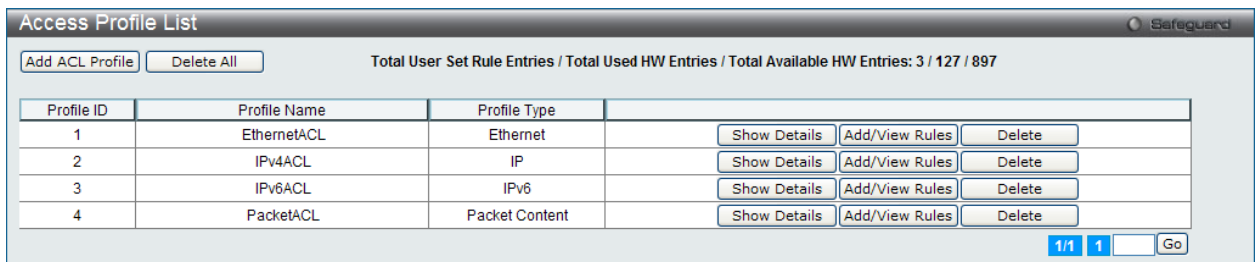 Access Profile List Safeguard
Add ACL Profile Delete All Total User Set Rule Entries / Total Used HW Entries / Total Available HW Entries: 3 / 127 / 897
Profile ID Profile Name Profile Type
1 EthernetACL Ethernet Show Details Add/View Rules Delete
2 IPv4ACL IP Show Details Add/View Rules Delete
3 IPv6ACL IPv6 Show Details Add/View Rules Delete
4 PacketACL Packet Content Show Details Add/View Rules Delete
1/1 1 Go